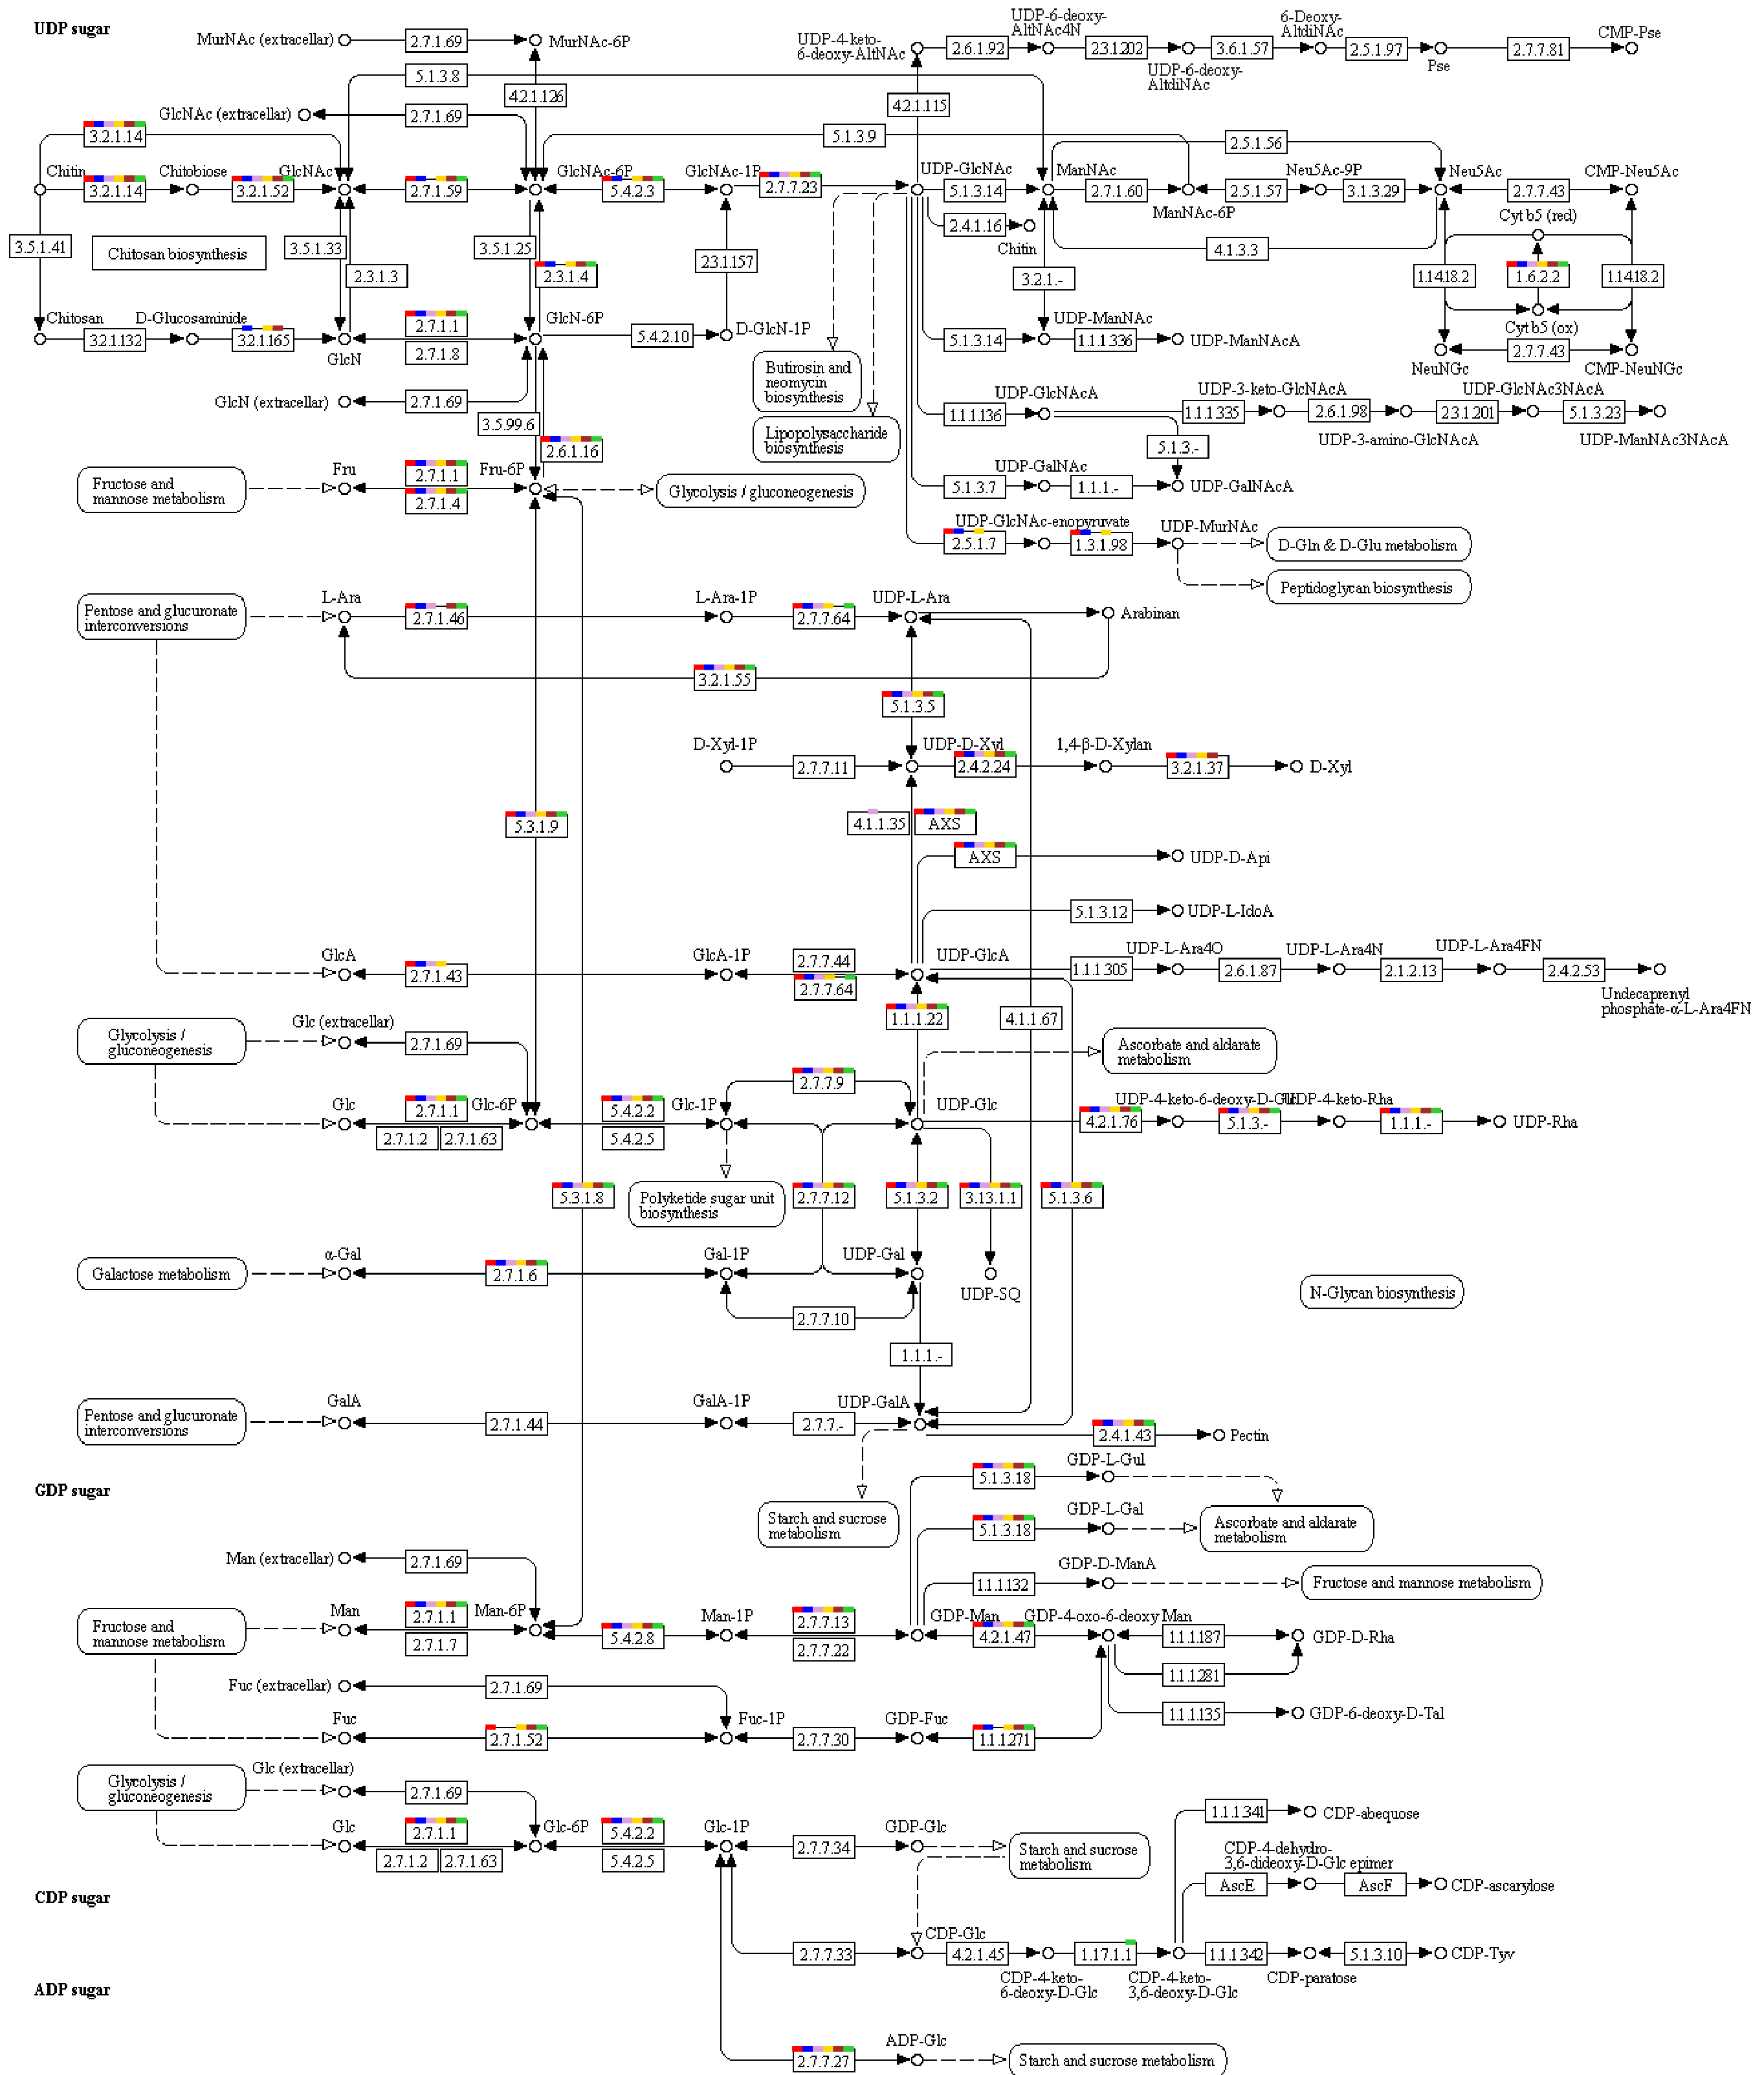 UDP sugar
MurNAc (extracellar)
2.7.1.69
MurNAc-6P
UDP-4-keto-
6-deoxy-AltNAc
2.6.1.92
UDP-6-deoxy-
AltNAc4N
2.3.1.202
UDP-6-deoxy-
AltdiNAc
3.6.1.57
6-Deoxy-
AltdiNAc
2.5.1.97
Pse
2.7.7.81
CMP-Pse
5.1.3.8
4.2.1.126
4.2.1.115
GlcNAc (extracellar)
2.7.1.69
3.2.1.14
5.1.3.9
2.5.1.56
Chitin
3.2.1.14
Chitobiose
3.2.1.52
GlcNAc
2.7.1.59
GlcNAc-6P
5.4.2.3
GlcNAc-1P
2.7.7.23
UDP-GlcNAc
5.1.3.14
ManNAc
2.7.1.60
ManNAc-6P
2.5.1.57
Neu5Ac-9P
3.1.3.29
Neu5Ac
2.7.7.43
CMP-Neu5Ac
2.4.1.16
Chitin
4.1.3.3
Cyt b5 (red)
3.5.1.41
Chitosan biosynthesis
3.5.1.33
2.3.1.3
3.5.1.25
2.3.1.4
2.3.1.157
3.2.1.-
1.14.18.2
1.6.2.2
1.14.18.2
Cyt b5 (ox)
Chitosan
3.2.1.132
D-Glucosaminide
3.2.1.165
GlcN
2.7.1.1
2.7.1.8
GlcN-6P
5.4.2.10
D-GlcN-1P
5.1.3.14
UDP-ManNAc
1.1.1.336
UDP-ManNAcA
NeuNGc
2.7.7.43
CMP-NeuNGc
Butirosin and
neomycin
biosynthesis
GlcN (extracellar)
2.7.1.69
Lipopolysaccharide
biosynthesis
1.1.1.136
UDP-GlcNAcA
1.1.1.335
UDP-3-keto-GlcNAcA
2.6.1.98
UDP-3-amino-GlcNAcA
2.3.1.201
UDP-GlcNAc3NAcA
5.1.3.23
UDP-ManNAc3NAcA
3.5.99.6
2.6.1.16
5.1.3.-
Fructose and
mannose metabolism
Fru
2.7.1.1
2.7.1.4
Fru-6P
Glycolysis / gluconeogenesis
5.1.3.7
UDP-GalNAc
1.1.1.-
UDP-GalNAcA
2.5.1.7
UDP-GlcNAc-enopyruvate
1.3.1.98
UDP-MurNAc
D-Gln & D-Glu metabolism
Peptidoglycan biosynthesis
Pentose and glucuronate
interconversions
L-Ara
2.7.1.46
L-Ara-1P
2.7.7.64
UDP-L-Ara
Arabinan
3.2.1.55
5.1.3.5
D-Xyl-1P
2.7.7.11
UDP-D-Xyl
2.4.2.24
1,4-β-D-Xylan
3.2.1.37
D-Xyl
5.3.1.9
4.1.1.35
AXS
AXS
UDP-D-Api
5.1.3.12
UDP-L-IdoA
GlcA
2.7.1.43
GlcA-1P
2.7.7.44
2.7.7.64
UDP-GlcA
1.1.1.305
UDP-L-Ara4O
2.6.1.87
UDP-L-Ara4N
2.1.2.13
UDP-L-Ara4FN
2.4.2.53
Undecaprenyl
phosphate-α-L-Ara4FN
1.1.1.22
4.1.1.67
Glycolysis /
gluconeogenesis
Glc (extracellar)
2.7.1.69
Ascorbate and aldarate
metabolism
2.7.7.9
Glc
2.7.1.1
2.7.1.2
2.7.1.63
Glc-6P
5.4.2.2
5.4.2.5
Glc-1P
UDP-Glc
4.2.1.76
UDP-4-keto-6-deoxy-D-Glc
5.1.3.-
UDP-4-keto-Rha
1.1.1.-
UDP-Rha
5.3.1.8
Polyketide sugar unit
biosynthesis
2.7.7.12
5.1.3.2
3.13.1.1
5.1.3.6
Galactose metabolism
α-Gal
2.7.1.6
Gal-1P
UDP-Gal
UDP-SQ
N-Glycan biosynthesis
2.7.7.10
1.1.1.-
Pentose and glucuronate
interconversions
GalA
2.7.1.44
GalA-1P
2.7.7.-
UDP-GalA
2.4.1.43
Pectin
GDP sugar
5.1.3.18
GDP-L-Gul
Starch and sucrose
metabolism
5.1.3.18
GDP-L-Gal
Ascorbate and aldarate
metabolism
Man (extracellar)
2.7.1.69
1.1.1.132
GDP-D-ManA
Fructose and mannose metabolism
Fructose and
mannose metabolism
Man
2.7.1.1
2.7.1.7
Man-6P
5.4.2.8
Man-1P
2.7.7.13
2.7.7.22
GDP-Man
4.2.1.47
GDP-4-oxo-6-deoxy Man
1.1.1.187
GDP-D-Rha
1.1.1.281
Fuc (extracellar)
2.7.1.69
1.1.1.135
GDP-6-deoxy-D-Tal
Fuc
2.7.1.52
Fuc-1P
2.7.7.30
GDP-Fuc
1.1.1.271
Glycolysis /
gluconeogenesis
Glc (extracellar)
2.7.1.69
Glc
2.7.1.1
2.7.1.2
2.7.1.63
Glc-6P
5.4.2.2
5.4.2.5
Glc-1P
2.7.7.34
GDP-Glc
Starch and sucrose
metabolism
1.1.1.341
CDP-abequose
CDP-4-dehydro-
3,6-dideoxy-D-Glc epimer
AscE
AscF
CDP-ascarylose
CDP sugar
2.7.7.33
CDP-Glc
4.2.1.45
CDP-4-keto-
6-deoxy-D-Glc
1.17.1.1
CDP-4-keto-
3,6-deoxy-D-Glc
1.1.1.342
CDP-paratose
5.1.3.10
CDP-Tyv
ADP sugar
2.7.7.27
ADP-Glc
Starch and sucrose metabolism